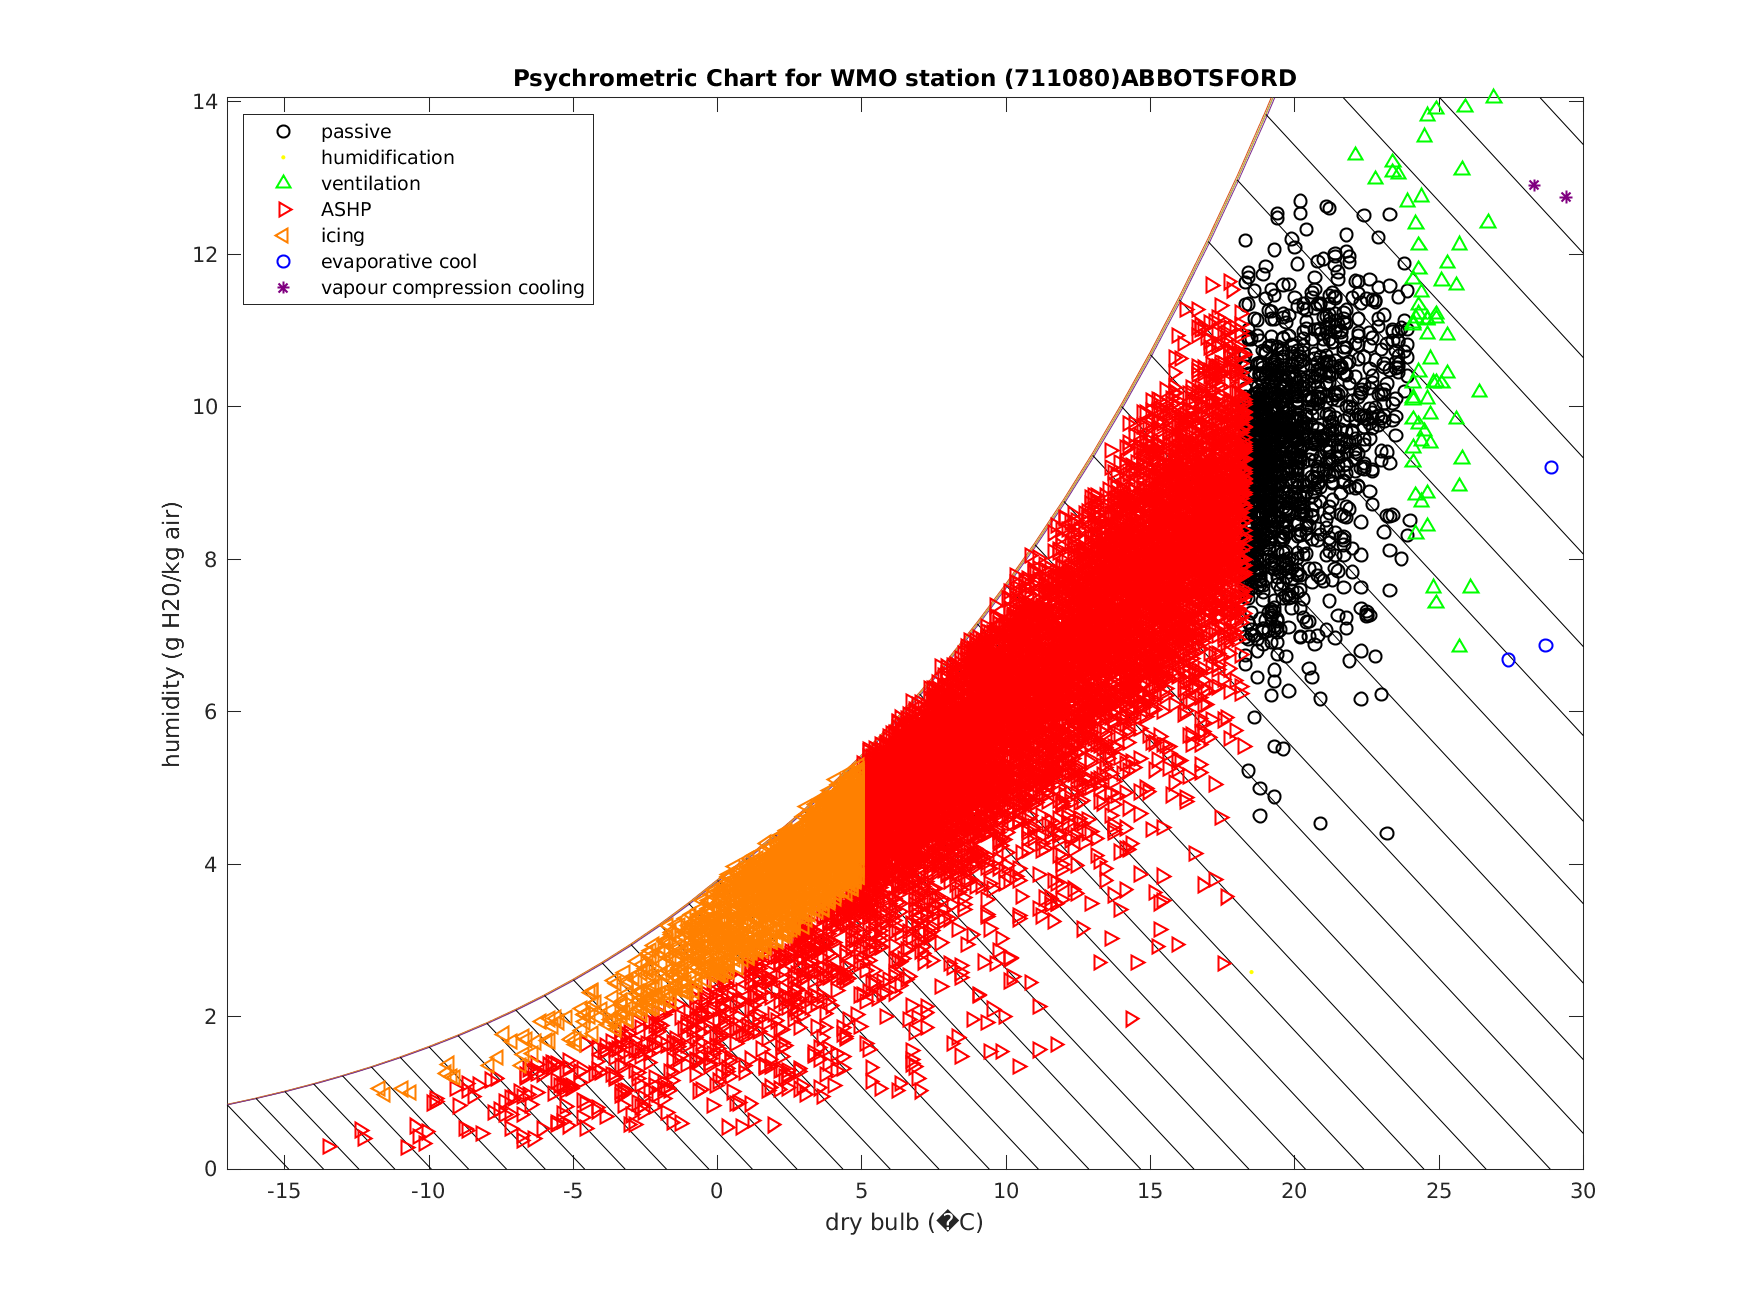 Psychrometric Chart for WMO station (711080)ABBOTSFORD
passive
humidification
ventilation
ASHP
icing
evaporative cool
vapour compression cooling
humidity (g H20/kg air)
14
12
10
8
6
4
2
0
-15 -10 -5 0 5 10 15 20 25 30
dry bulb (�C)